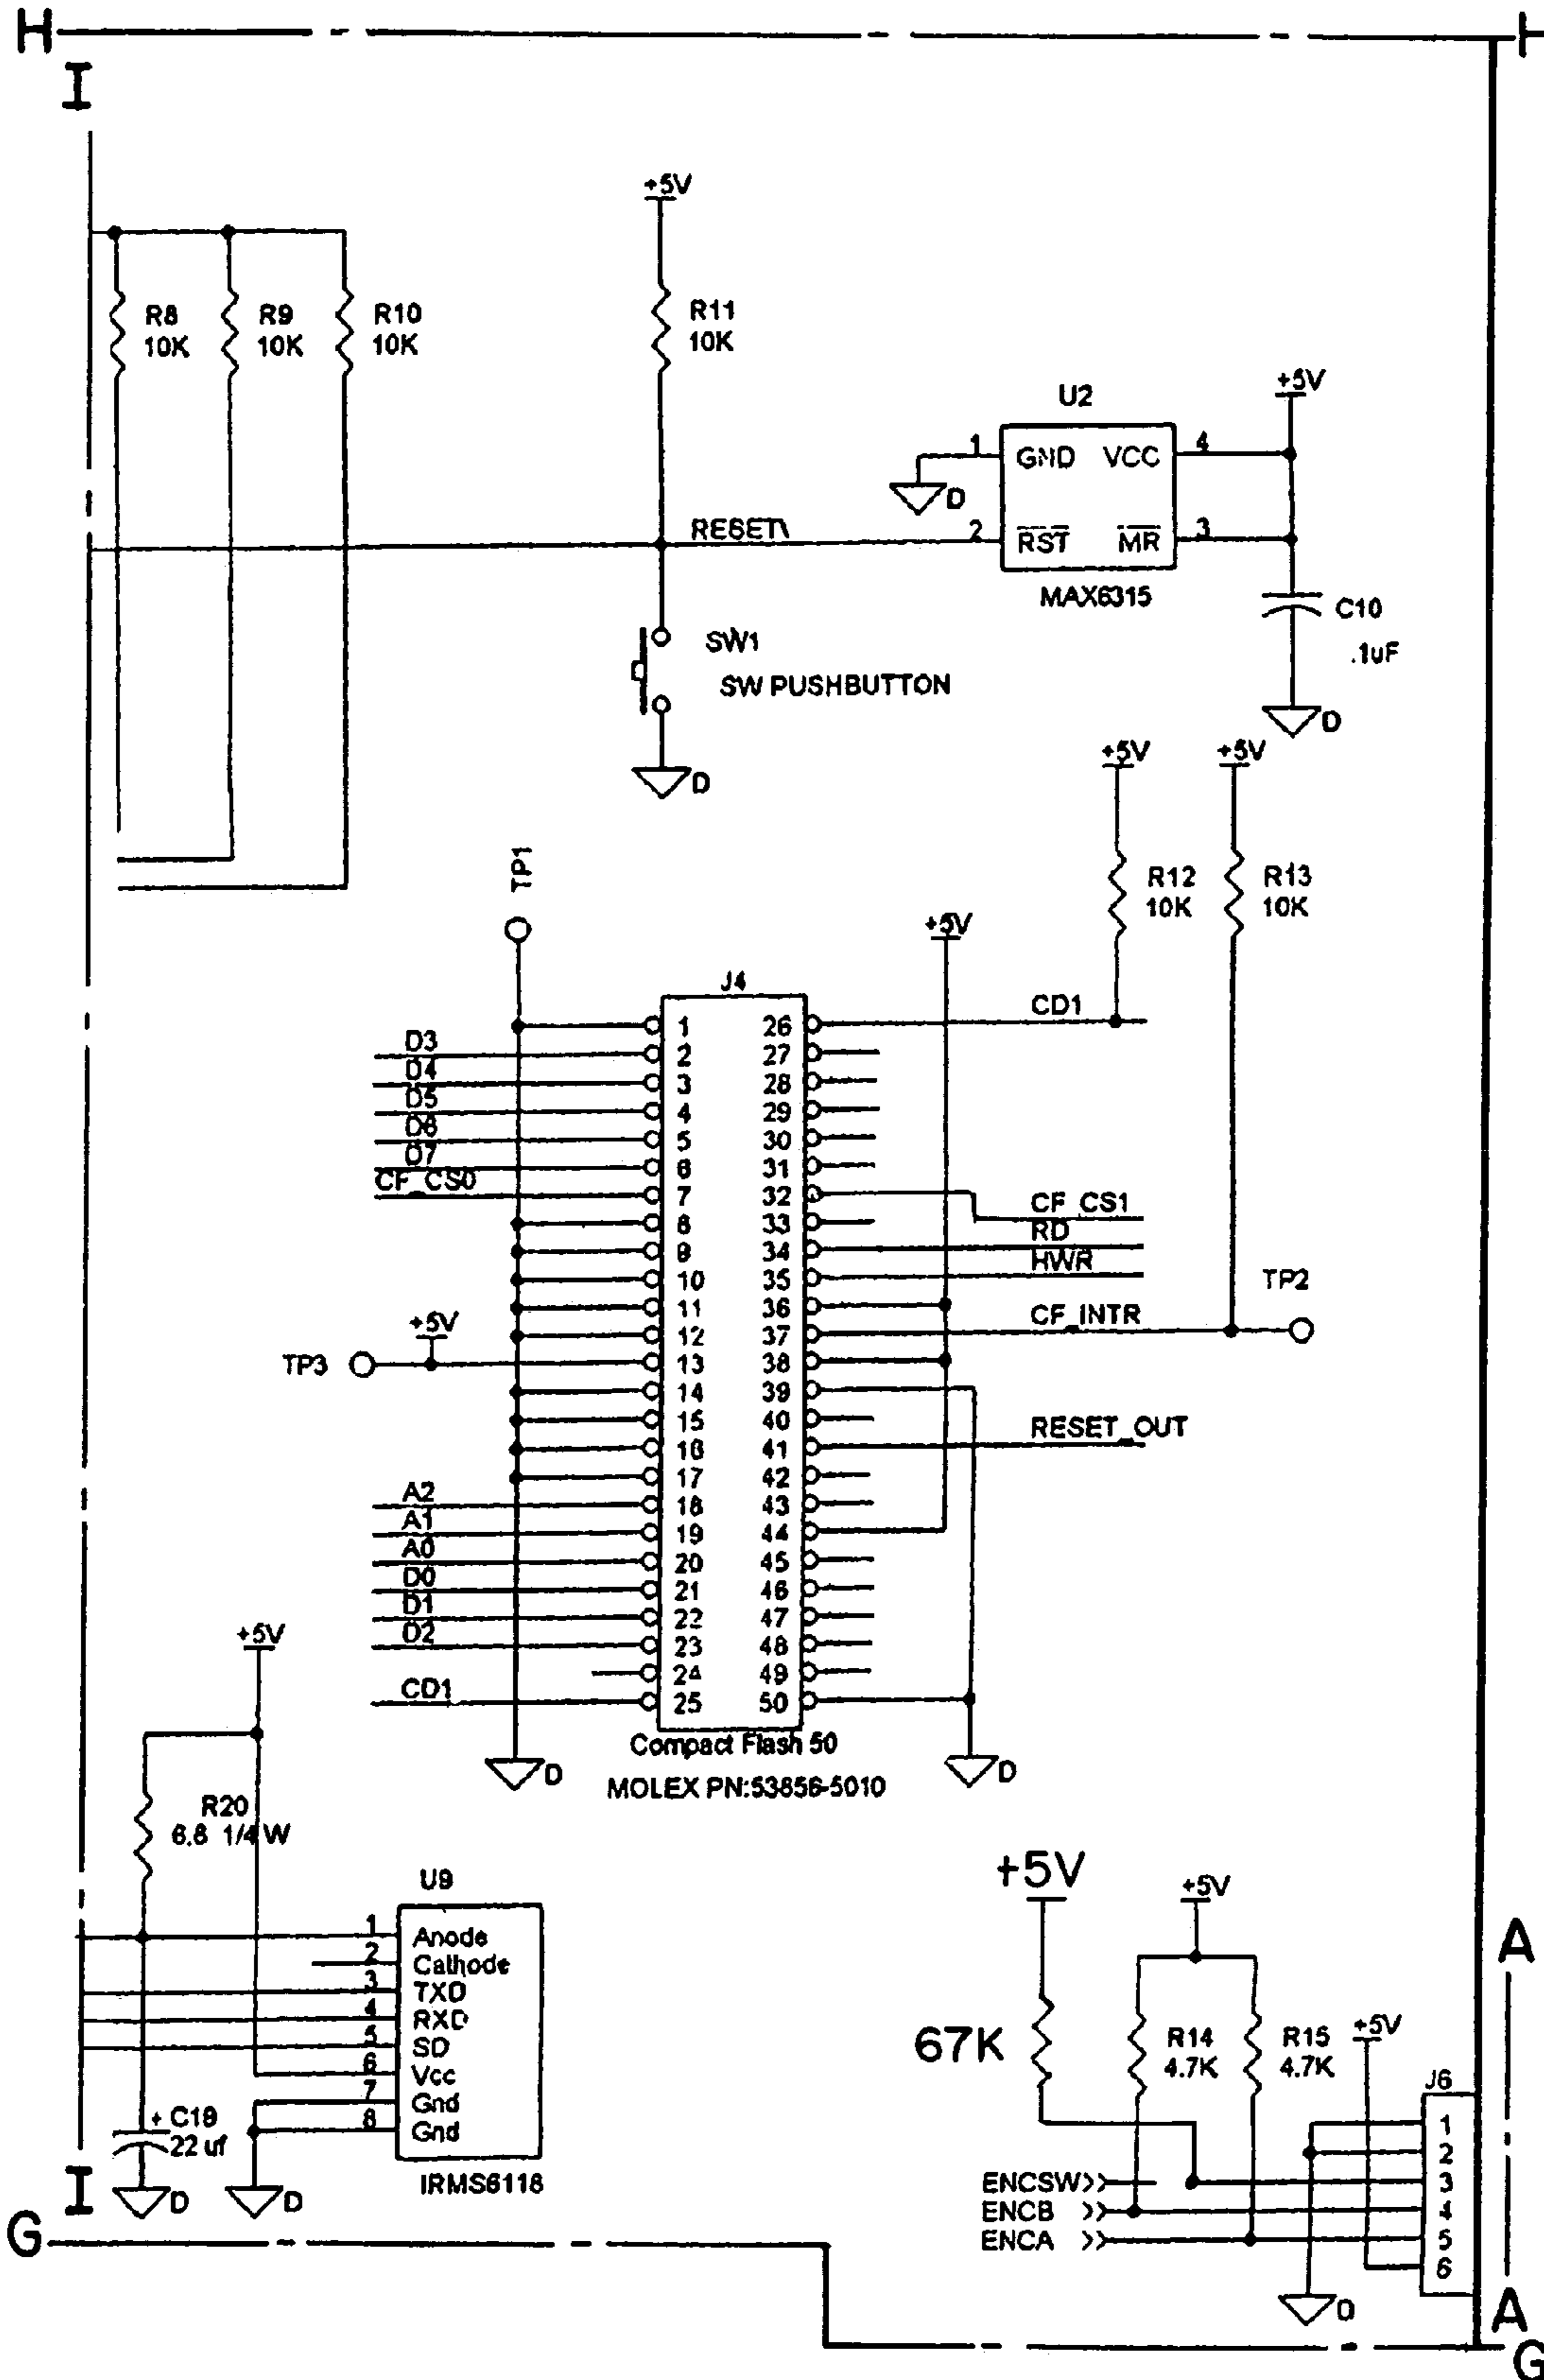 H H
I
+5V
R8
10K
R9
10K
R10
10K
R11
10K
U2
+5V
1 GND VCC 4
D
RESET\
2 RST MR 3
MAX6315
C10
.1uF
D
SW1
SW PUSHBUTTON
D
+5V +5V
TP1
R12
10K
R13
10K
+5V
J4
1 26 CD1
D3 2 27
D4 3 28
D5 4 29
D6 5 30
D7 6 31
CF_CS0 7 32 CF_CS1
8 33
9 34 RD
10 35 HWR
11 36
TP2
+5V
12 37 CF_INTR
TP3 13 38
14 39
15 40
16 41 RESET_OUT
17 42
A2 18 43
A1 19 44
A0 20 45
D0 21 46
D1 22 47
D2 23 48
24 49
CD1 25 50
Compact Flash 50
MOLEX PN:53856-5010
D D
+5V
R20
6.8 1/4 W
U9
1 Anode
2 Cathode
3 TXD
4 RXD
5 SD
6 Vcc
7 Gnd
8 Gnd
IRMS6118
+ C19
22 uf
D D
I
+5V
67K
+5V
R14
4.7K
R15
4.7K
+5V
J6
1
2
ENCSW 3
ENCB 4
ENCA 5
6
D
A
A
G G